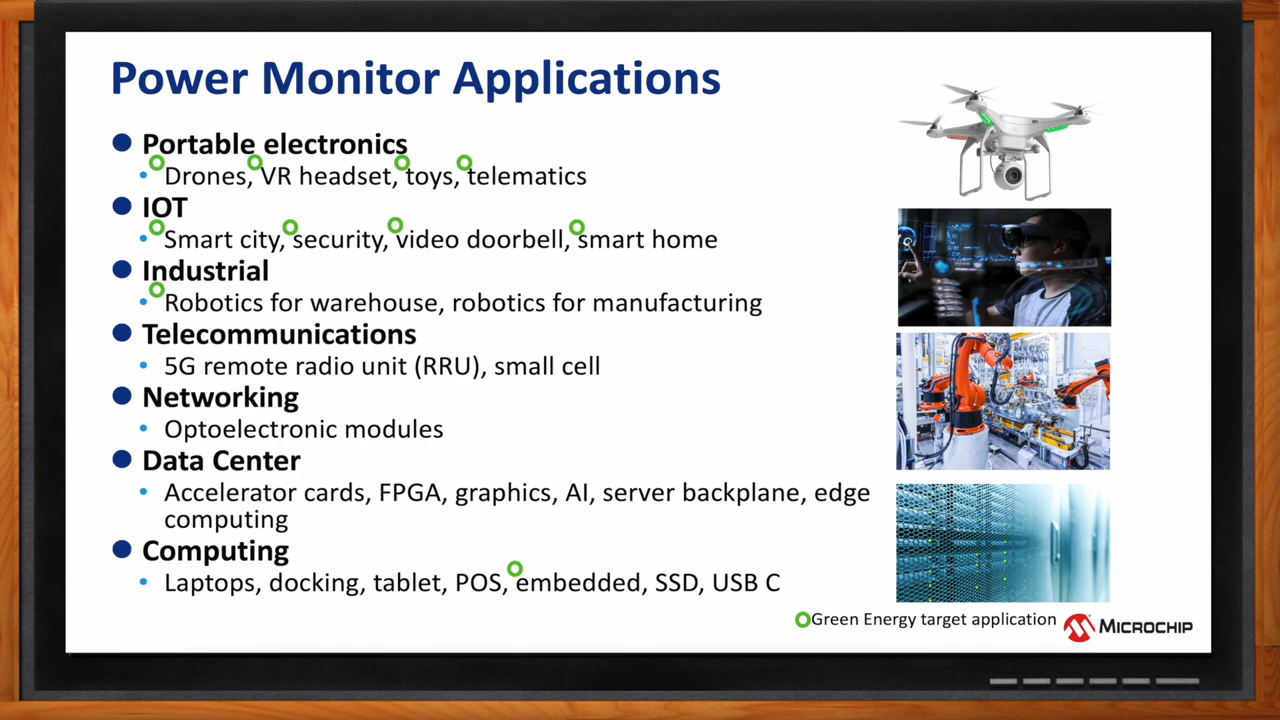 Power Monitor Applications
Portable electronics
Drones, VR headset, toys, telematics
IOT
Smart city, security, video doorbell, smart home
Industrial
Robotics for warehouse, robotics for manufacturing
Telecommunications
5G remote radio unit (RRU), small cell
Networking
Optoelectronic modules
Data Center
Accelerator cards, FPGA, graphics, AI, server backplane, edge
computing
Computing
Laptops, docking, tablet, POS, embedded, SSD, USB C
Green Energy target application
MICROCHIP